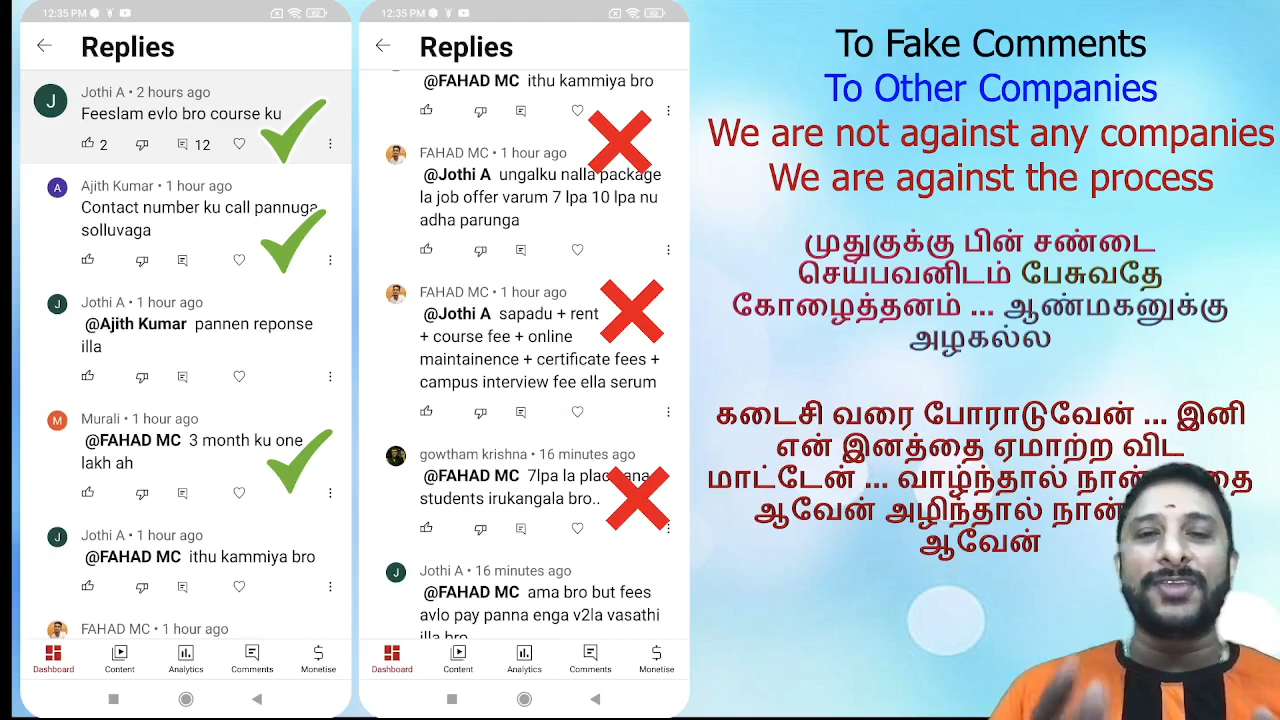 12:35 PM
82
Replies
J
Jothi A • 2 hours ago
Feeslam evlo bro course ku
2
12
A
Ajith Kumar • 1 hour ago
Contact number ku call pannuga
solluvaga
J
Jothi A • 1 hour ago
@Ajith Kumar pannen reponse
illa
M
Murali • 1 hour ago
@FAHAD MC 3 month ku one
lakh ah
J
Jothi A • 1 hour ago
@FAHAD MC ithu kammiya bro
FAHAD MC • 1 hour ago
Dashboard
Content
Analytics
Comments
Monetise
12:35 PM
82
Replies
@FAHAD MC ithu kammiya bro
FAHAD MC • 1 hour ago
@Jothi A ungalku nalla package
la job offer varum 7 lpa 10 lpa nu
adha parunga
FAHAD MC • 1 hour ago
@Jothi A sapadu + rent
+ course fee + online
maintainence + certificate fees +
campus interview fee ella serum
gowtham krishna • 16 minutes ago
@FAHAD MC 7lpa la
students irukangala bro..
J
Jothi A • 16 minutes ago
@FAHAD MC ama bro but fees
avlo pay panna enga v2la vasathi
illa bro
Dashboard
Content
Analytics
Comments
Monetise
To Fake Comments
To Other Companies
We are not against any companies
We are against the process
முதுகுக்கு பின் சண்டை
செய்பவனிடம் பேசுவதே
கோழைத்தனம் ... ஆண்மகனுக்கு
அழகல்ல
கடைசி வரை போராடுவேன் ... இனி
என் இனத்தை ஏமாற்ற விட
மாட்டேன் ... வாழ்ந்தால் நான்
ஆவேன் அழிந்தால் நான்
ஆவேன்